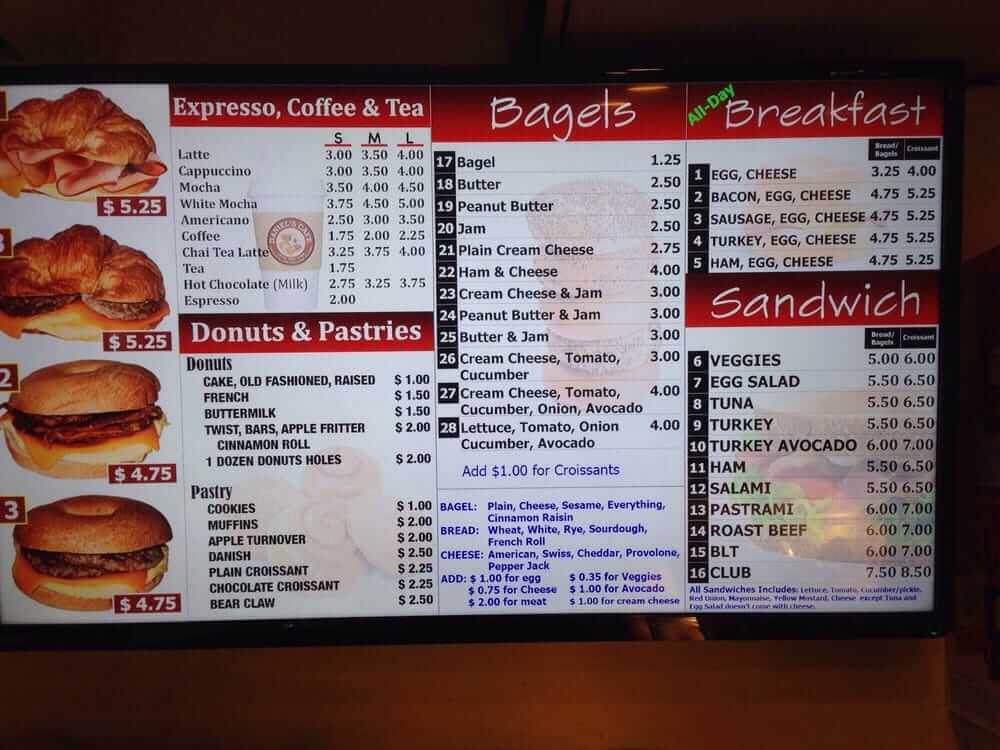 $ 5.25
3
$ 5.25
2
$ 4.75
3
$ 4.75
Expresso, Coffee & Tea
S M L
Latte 3.00 3.50 4.00
Cappuccino 3.00 3.50 4.00
Mocha 3.50 4.00 4.50
White Mocha 3.75 4.50 5.00
Americano 2.50 3.00 3.50
Coffee 1.75 2.00 2.25
Chai Tea Latte 3.25 3.75 4.00
Tea 1.75
Hot Chocolate (Milk) 2.75 3.25 3.75
Espresso 2.00
DANIEL'S CAFE
Donuts & Pastries
Donuts
CAKE, OLD FASHIONED, RAISED $ 1.00
FRENCH $ 1.50
BUTTERMILK $ 1.50
TWIST, BARS, APPLE FRITTER $ 2.00
CINNAMON ROLL
1 DOZEN DONUTS HOLES $ 2.00
Pastry
COOKIES $ 1.00
MUFFINS $ 2.00
APPLE TURNOVER $ 2.00
DANISH $ 2.50
PLAIN CROISSANT $ 2.25
CHOCOLATE CROISSANT $ 2.25
BEAR CLAW $ 2.50
Bagels
17 Bagel 1.25
18 Butter 2.50
19 Peanut Butter 2.50
20 Jam 2.50
21 Plain Cream Cheese 2.75
22 Ham & Cheese 4.00
23 Cream Cheese & Jam 3.00
24 Peanut Butter & Jam 3.00
25 Butter & Jam 3.00
26 Cream Cheese, Tomato, 3.00
Cucumber
27 Cream Cheese, Tomato, 4.00
Cucumber, Onion, Avocado
28 Lettuce, Tomato, Onion 4.00
Cucumber, Avocado
Add $1.00 for Croissants
BAGEL: Plain, Cheese, Sesame, Everything,
Cinnamon Raisin
BREAD: Wheat, White, Rye, Sourdough,
French Roll
CHEESE: American, Swiss, Cheddar, Provolone,
Pepper Jack
ADD: $ 1.00 for egg $ 0.35 for Veggies
$ 0.75 for Cheese $ 1.00 for Avocado
$ 2.00 for meat $ 1.00 for cream cheese
All-Day
Breakfast
Bread/ Croissant
Bagels
1 EGG, CHEESE 3.25 4.00
2 BACON, EGG, CHEESE 4.75 5.25
3 SAUSAGE, EGG, CHEESE 4.75 5.25
4 TURKEY, EGG, CHEESE 4.75 5.25
5 HAM, EGG, CHEESE 4.75 5.25
Sandwich
Bread/ Croissant
Bagels
6 VEGGIES 5.00 6.00
7 EGG SALAD 5.50 6.50
8 TUNA 5.50 6.50
9 TURKEY 5.50 6.50
10 TURKEY AVOCADO 6.00 7.00
11 HAM 5.50 6.50
12 SALAMI 5.50 6.50
13 PASTRAMI 6.00 7.00
14 ROAST BEEF 6.00 7.00
15 BLT 6.00 7.00
16 CLUB 7.50 8.50
All Sandwiches Includes: Lettuce, Tomato, Cucumber/pickle,
Red Union, Mayonnaise, Yellow Mustard, Cheese except Tuna and
Egg Salad doesn't come with cheese.